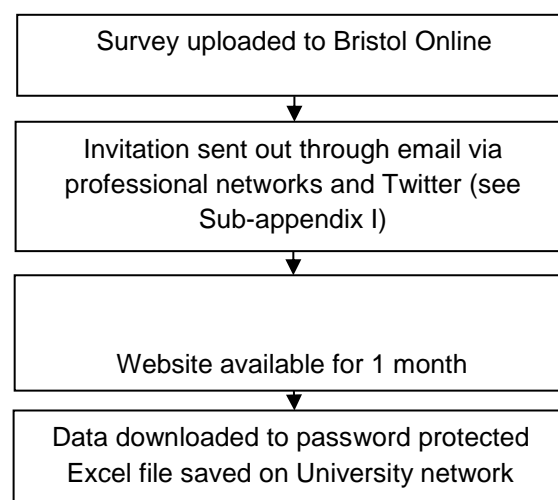 Survey uploaded to Bristol Online
Invitation sent out through email via
professional networks and Twitter (see
Sub-appendix I)
Website available for 1 month
Data downloaded to password protected
Excel file saved on University network